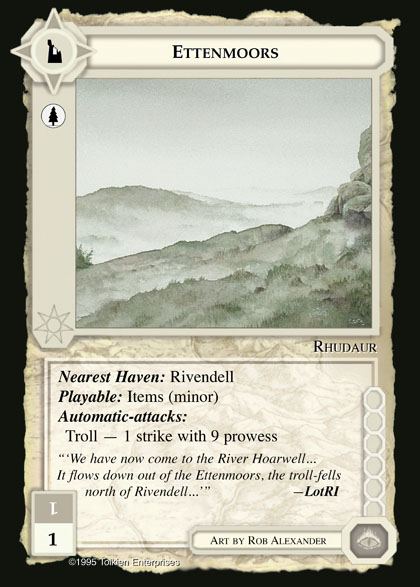 ETTENMOORS
RHUDAUR
Nearest Haven: Rivendell
Playable: Items (minor)
Automatic-attacks:
Troll — 1 strike with 9 prowess
“‘We have now come to the River Hoarwell…
It flows down out of the Ettenmoors, the troll-fells
north of Rivendell…’” —LotRI
1
1
ART BY ROB ALEXANDER
©1995 Tolkien Enterprises